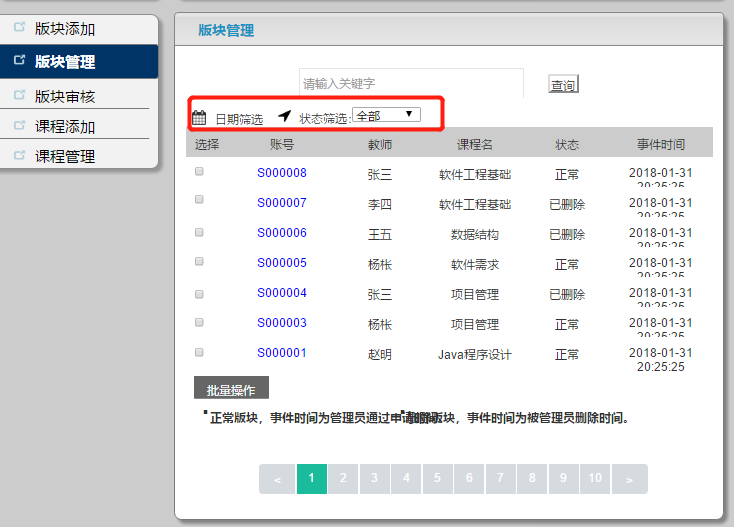 版块添加
版块管理
版块审核
课程添加
课程管理
版块管理
请输入关键字 查询
日期筛选 状态筛选: 全部
选择 账号 教师 课程名 状态 事件时间
S000008 张三 软件工程基础 正常 2018-01-31 20:25:25
S000007 李四 软件工程基础 已删除 2018-01-31 20:25:25
S000006 王五 数据结构 已删除 2018-01-31 20:25:25
S000005 杨枨 软件需求 正常 2018-01-31 20:25:25
S000004 张三 项目管理 已删除 2018-01-31 20:25:25
S000003 杨枨 项目管理 正常 2018-01-31 20:25:25
S000001 赵明 Java程序设计 正常 2018-01-31
20:25:25
批量操作
正常版块，事件时间为管理员通过申请 版块，事件时间为被管理员删除时间。
< 1 2 3 4 5 6 7 8 9 10 >